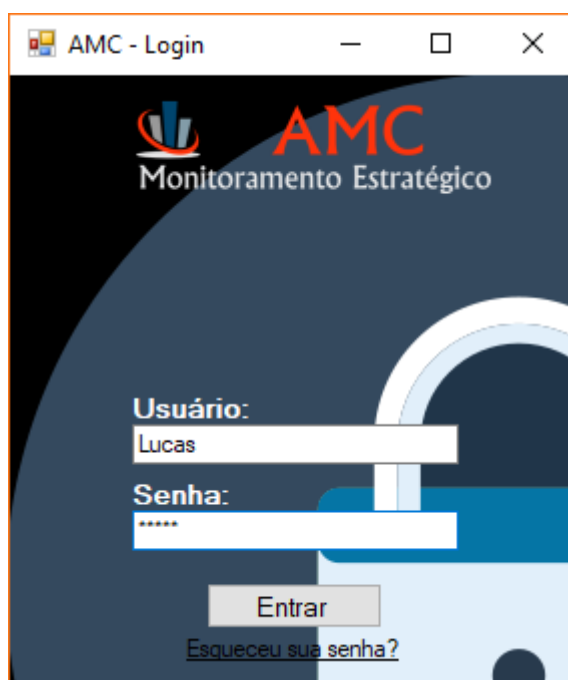 AMC - Login
AMC
Monitoramento Estratégico
Usuário:
Lucas
Senha:
*****
Entrar
Esqueceu sua senha?